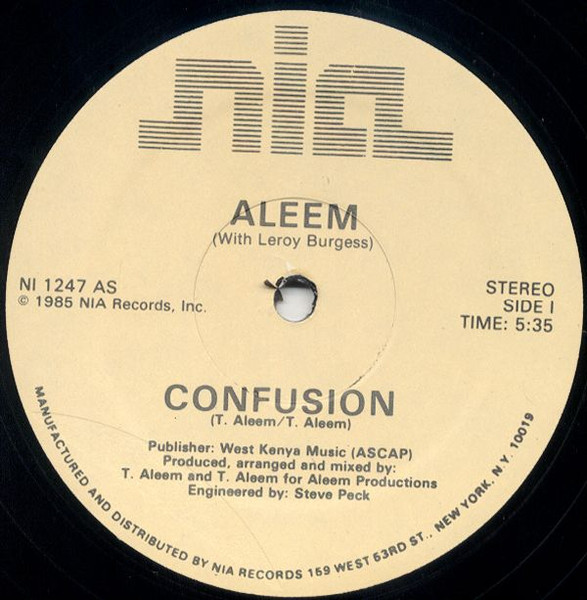 nia
ALEEM
(With Leroy Burgess)
NI 1247 AS
© 1985 NIA Records, Inc.
STEREO
SIDE I
TIME: 5:35
CONFUSION
(T. Aleem/T. Aleem)
Publisher: West Kenya Music (ASCAP)
Produced, arranged and mixed by:
T. Aleem and T. Aleem for Aleem Productions
Engineered by: Steve Peck
MANUFACTURED AND DISTRIBUTED BY NIA RECORDS 159 WEST 53RD ST., NEW YORK, N.Y. 10019